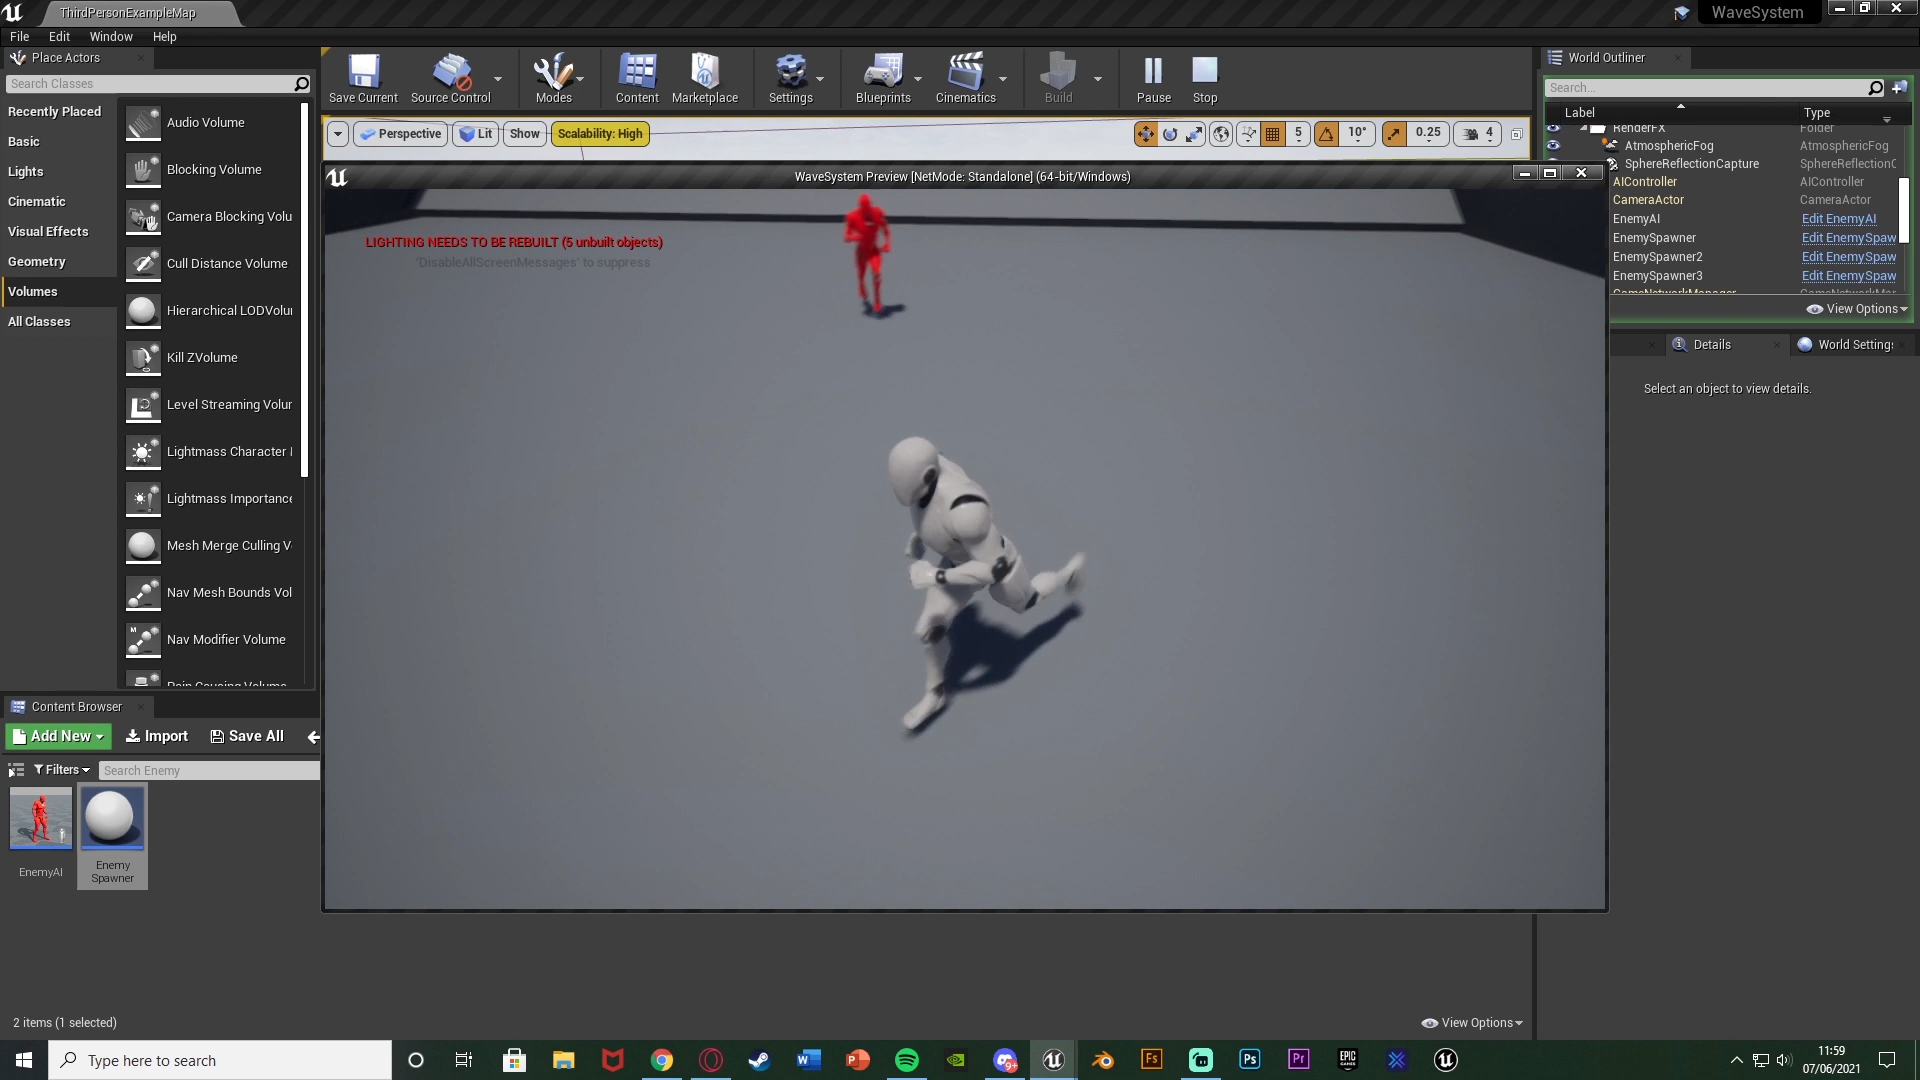 ThirdPersonExampleMap
WaveSystem
File Edit Window Help
Place Actors
Search Classes
Recently Placed
Basic
Lights
Cinematic
Visual Effects
Geometry
Volumes
All Classes
Audio Volume
Blocking Volume
Camera Blocking Volu
Cull Distance Volume
Hierarchical LODVolu
Kill ZVolume
Level Streaming Volur
Lightmass Character
Lightmass Importance
Mesh Merge Culling V
Nav Mesh Bounds Vol
Nav Modifier Volume
Save Current Source Control Modes Content Marketplace Settings Blueprints Cinematics Build Pause Stop
Perspective Lit Show Scalability: High 5 10° 0.25 4
WaveSystem Preview [NetMode: Standalone] (64-bit/Windows)
LIGHTING NEEDS TO BE REBUILT (5 unbuilt objects)
'DisableAllScreenMessages' to suppress
World Outliner
Search...
Label Type
RenderFX Folder
AtmosphericFog AtmosphericFog
SphereReflectionCapture SphereReflectionC
AIController AIController
CameraActor CameraActor
EnemyAI Edit EnemyAI
EnemySpawner Edit EnemySpaw
EnemySpawner2 Edit EnemySpaw
EnemySpawner3 Edit EnemySpaw
GameNetworkManager GameNetworkMar
View Options
Details World Settings
Select an object to view details.
Content Browser
Add New Import Save All
Filters Search Enemy
EnemyAI
Enemy
Spawner
2 items (1 selected) View Options
Type here to search
11:59
07/06/2021